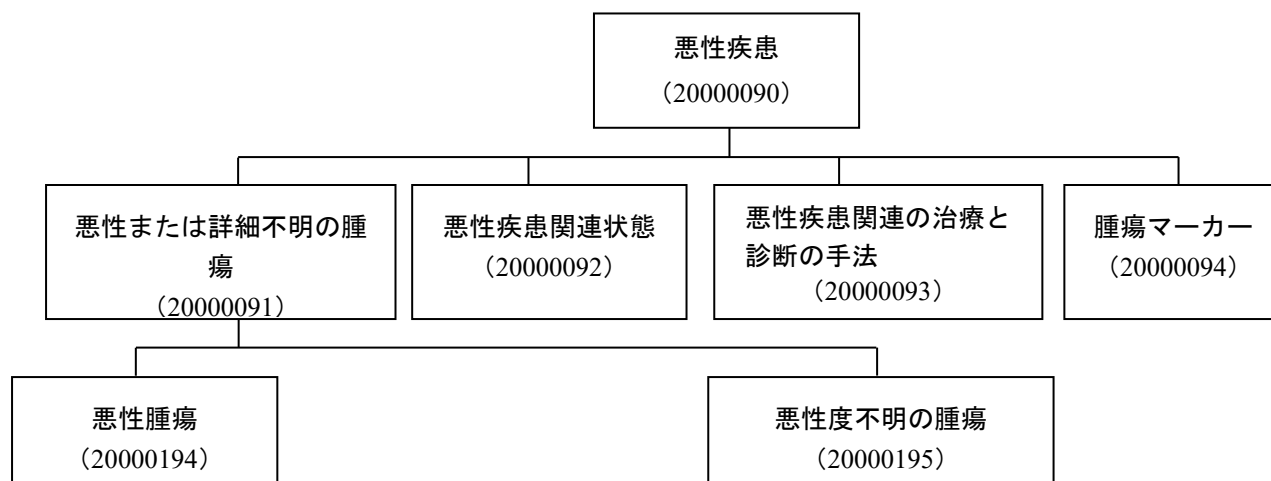 悪性疾患
(20000090)
悪性または詳細不明の腫
瘍
(20000091)
悪性疾患関連状態
(20000092)
悪性疾患関連の治療と
診断の手法
(20000093)
腫瘍マーカー
(20000094)
悪性腫瘍
(20000194)
悪性度不明の腫瘍
(20000195)